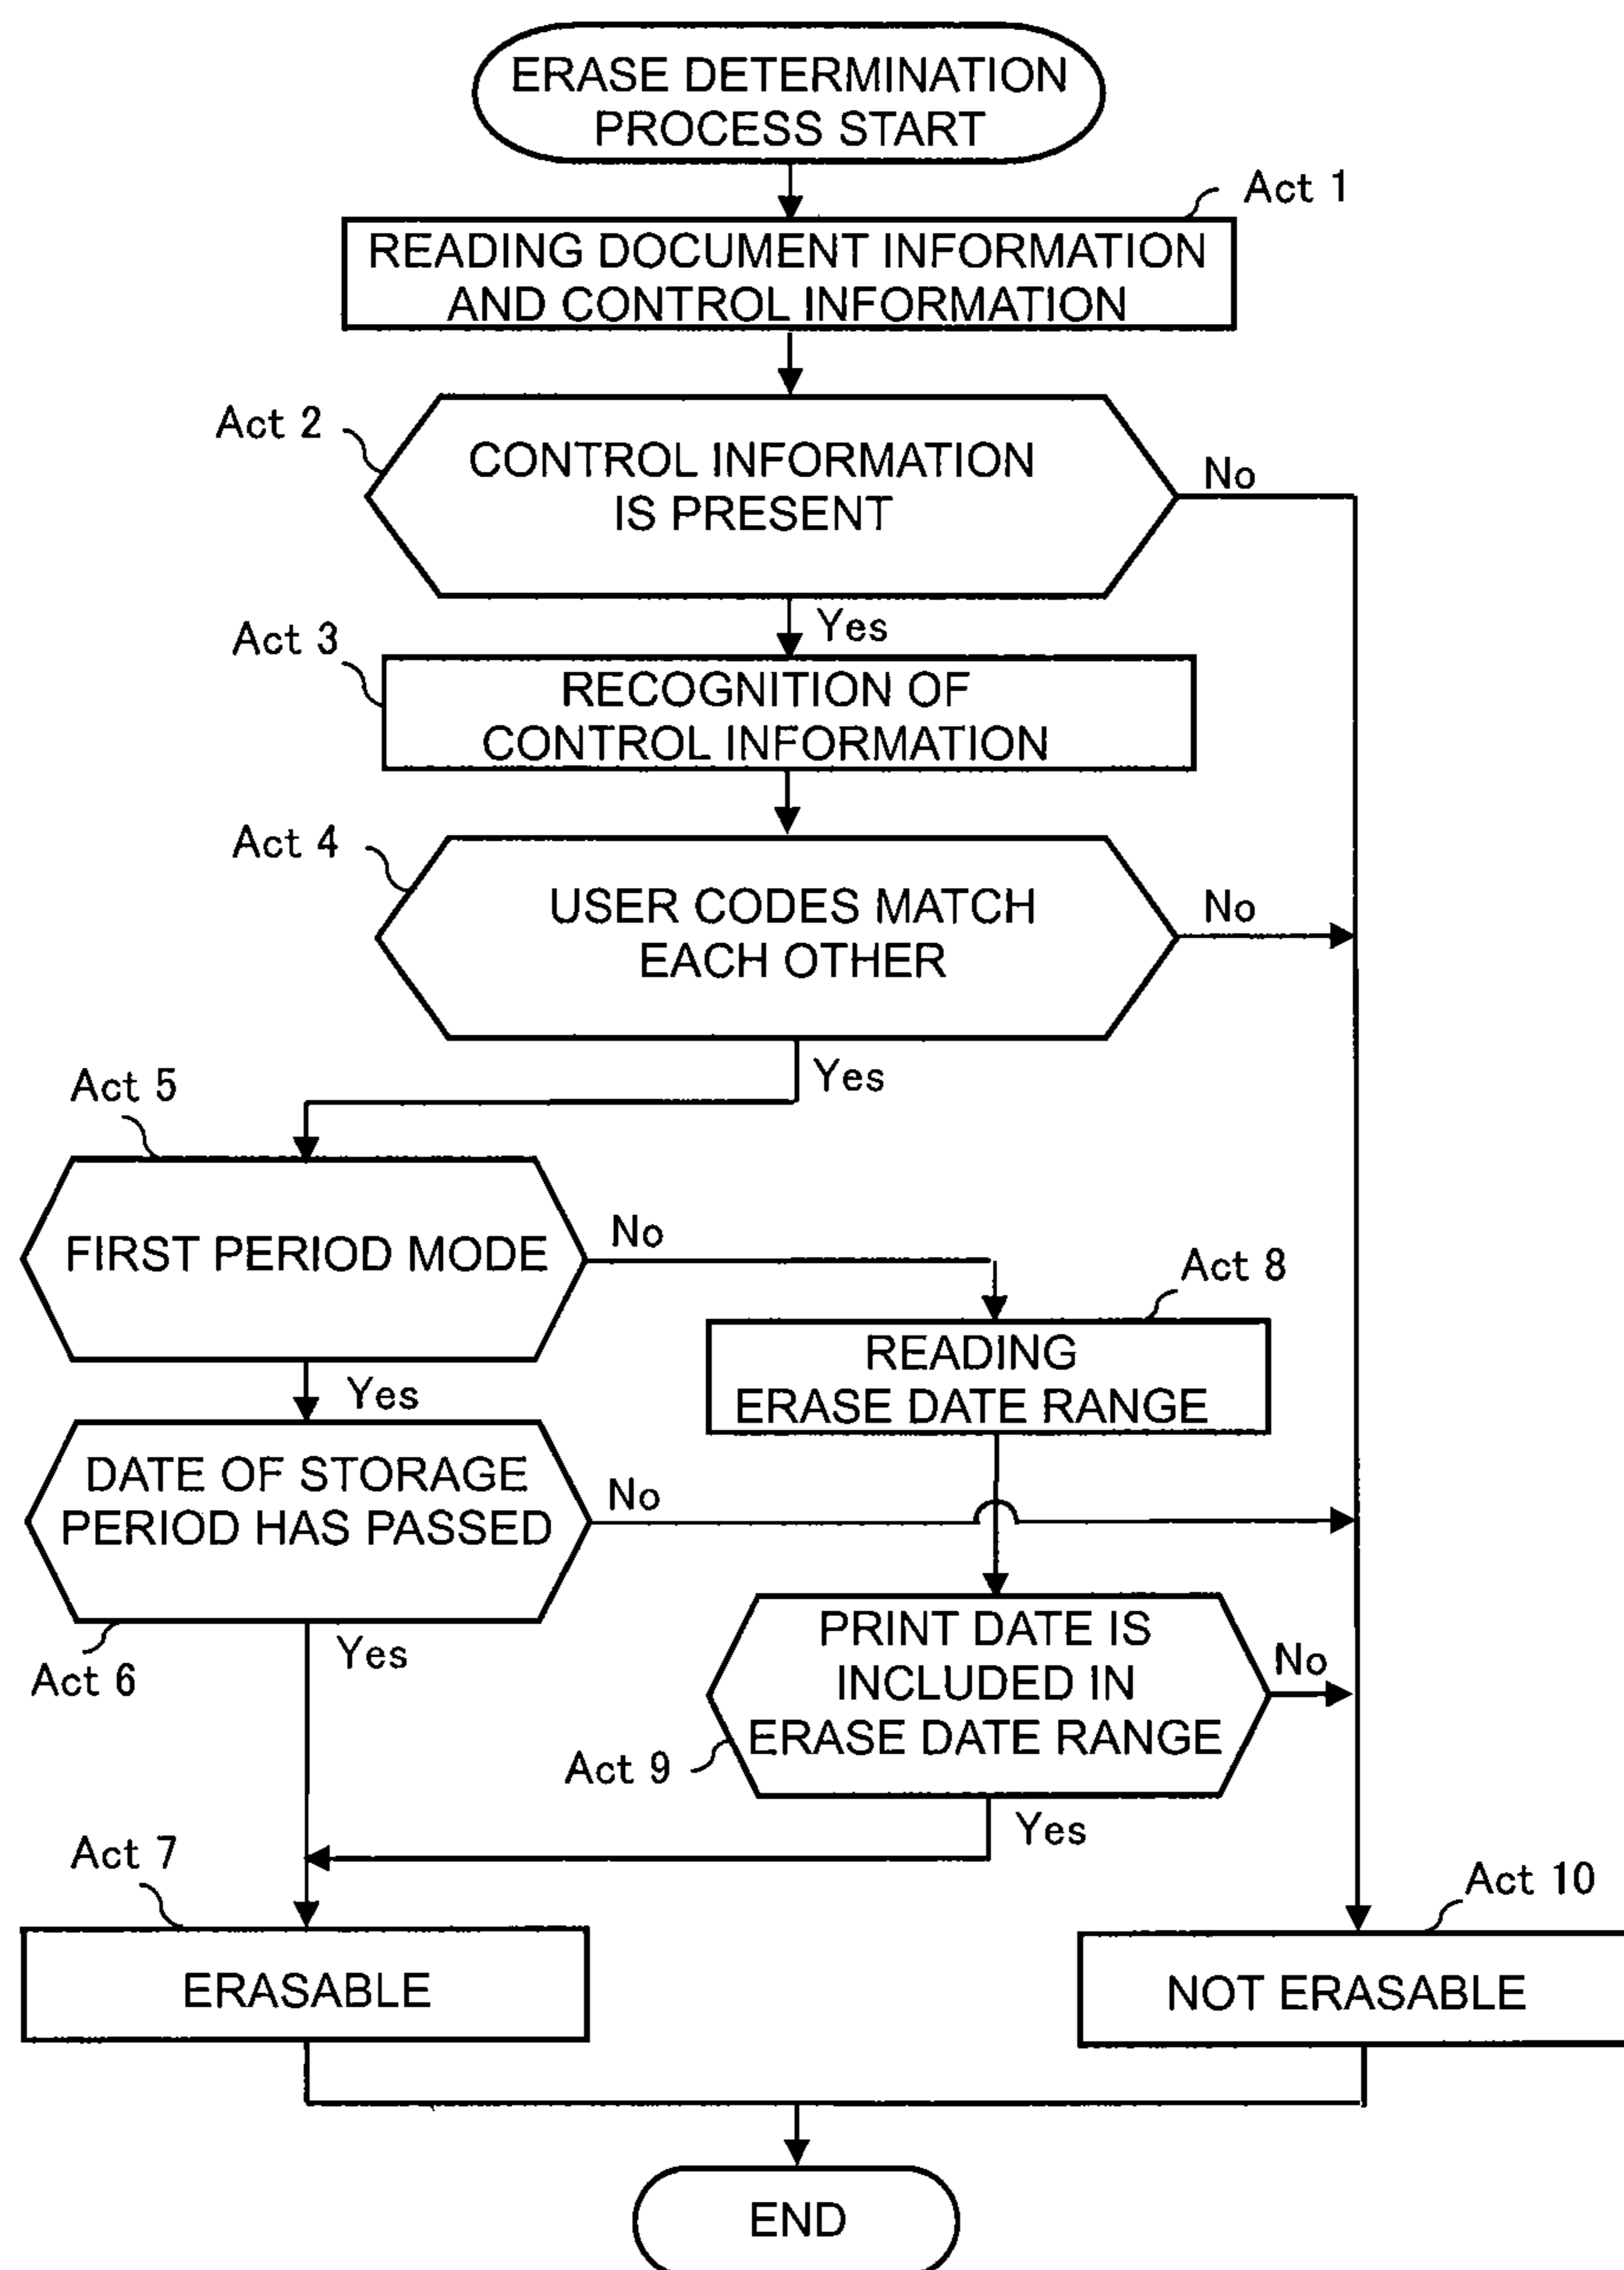 ERASE DETERMINATION
PROCESS START
Act 1
READING DOCUMENT INFORMATION
AND CONTROL INFORMATION
Act 2
CONTROL INFORMATION
IS PRESENT
No
Yes
Act 3
RECOGNITION OF
CONTROL INFORMATION
Act 4
USER CODES MATCH
EACH OTHER
No
Yes
Act 5
FIRST PERIOD MODE
No
Yes
Act 8
READING
ERASE DATE RANGE
DATE OF STORAGE
PERIOD HAS PASSED
No
Act 6
Yes
PRINT DATE IS
INCLUDED IN
ERASE DATE RANGE
No
Act 9
Yes
Act 7
ERASABLE
Act 10
NOT ERASABLE
END